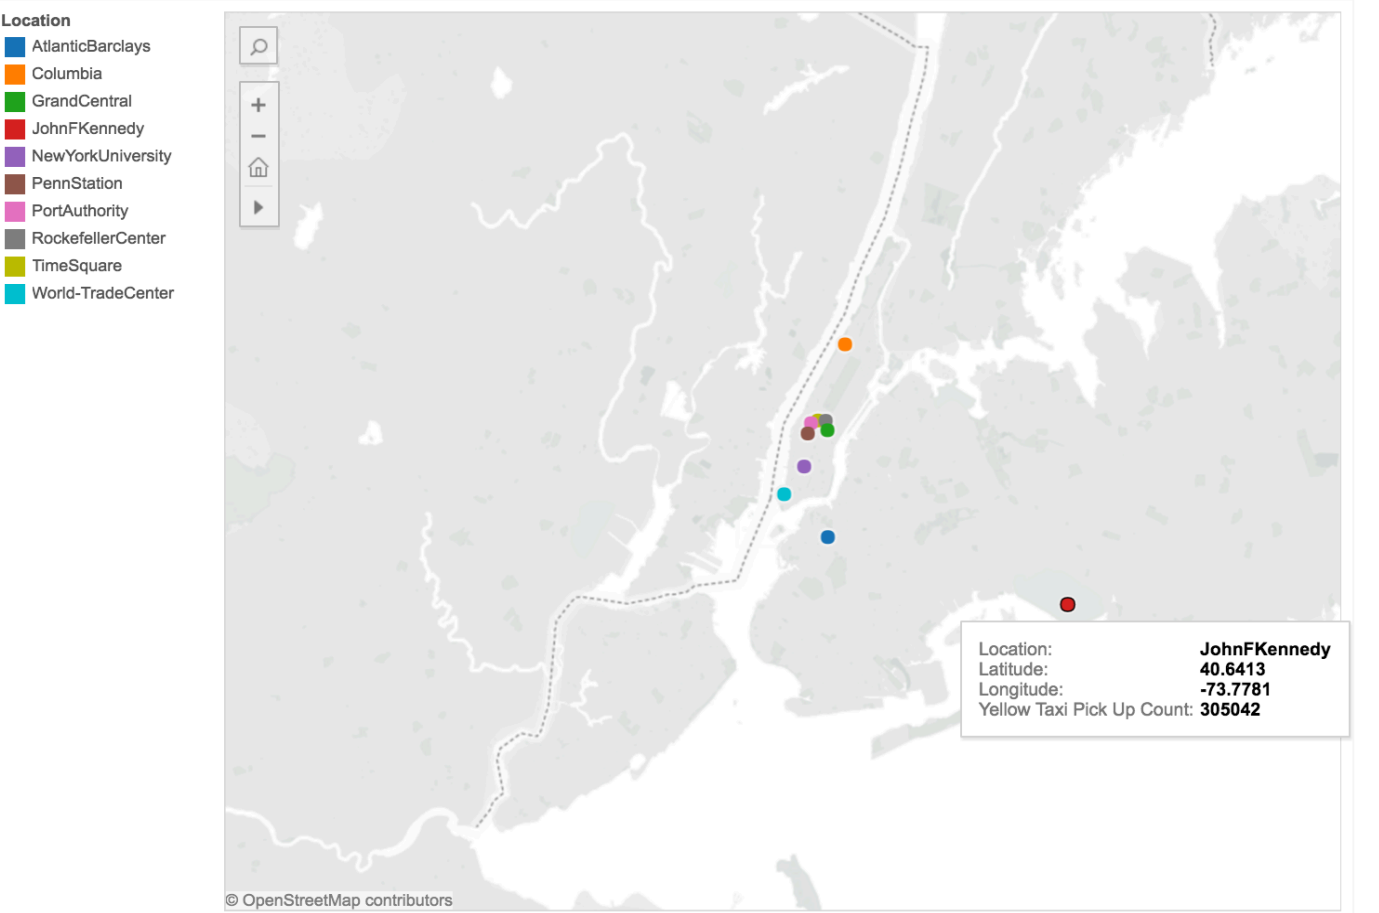 Location
AtlanticBarclays
Columbia
GrandCentral
JohnFKennedy
NewYorkUniversity
PennStation
PortAuthority
RockefellerCenter
TimeSquare
World-TradeCenter
Location: JohnFKennedy
Latitude: 40.6413
Longitude: -73.7781
Yellow Taxi Pick Up Count: 305042
© OpenStreetMap contributors